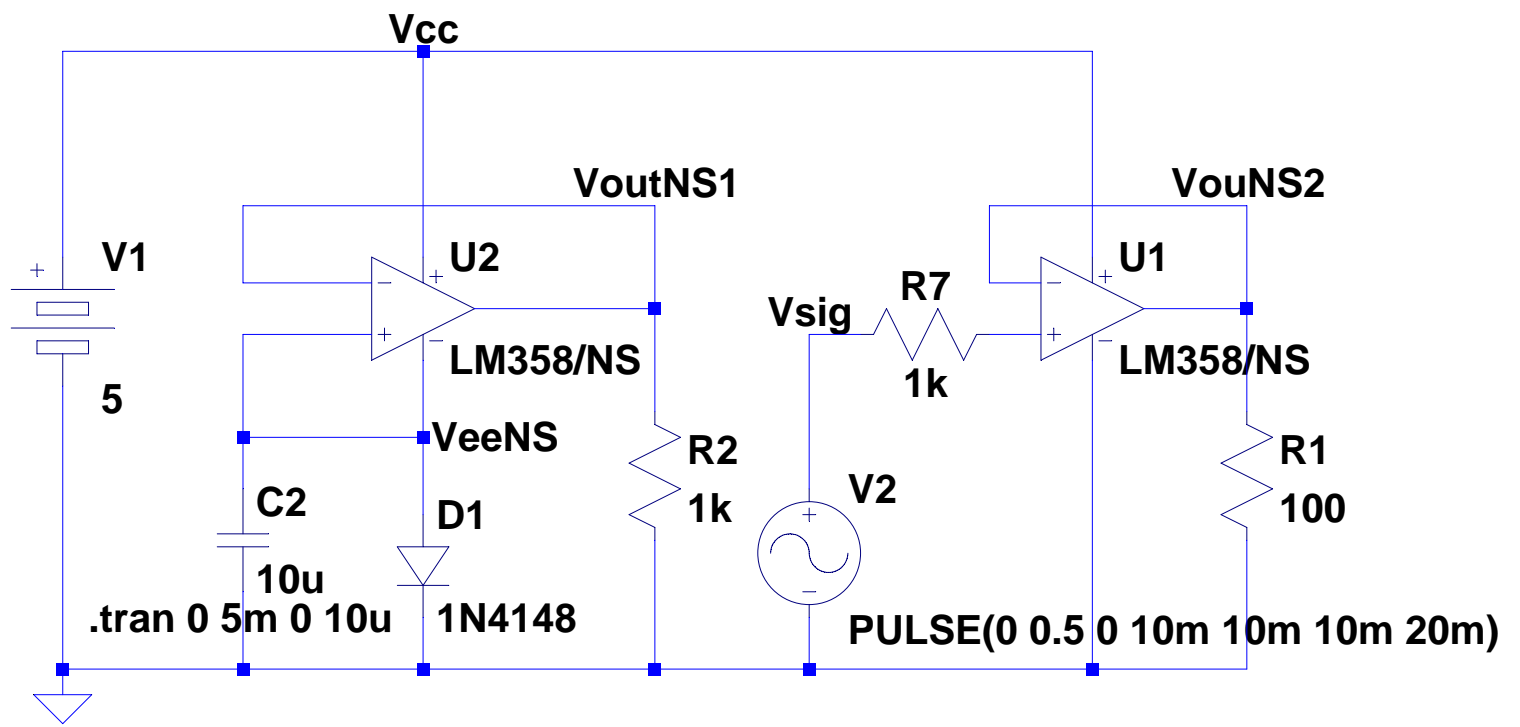 Vcc
VoutNS1
VouNS2
V1
U2
U1
R7
Vsig
LM358/NS
LM358/NS
1k
5
VeeNS
R2
R1
V2
C2
D1
1k
100
10u
.tran 0 5m 0 10u
1N4148
PULSE(0 0.5 0 10m 10m 10m 20m)